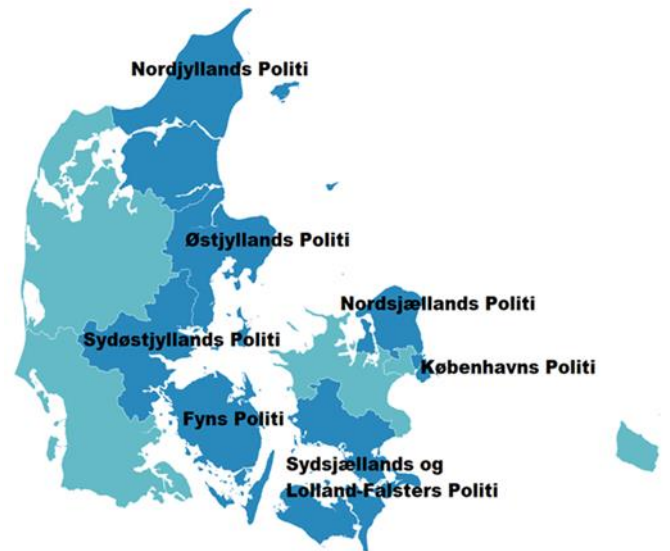 Nordjyllands Politi
Østjyllands Politi
Nordsjællands Politi
Sydøstjyllands Politi
Københavns Politi
Fyns Politi
Sydsjællands og
Lolland-Falsters Politi